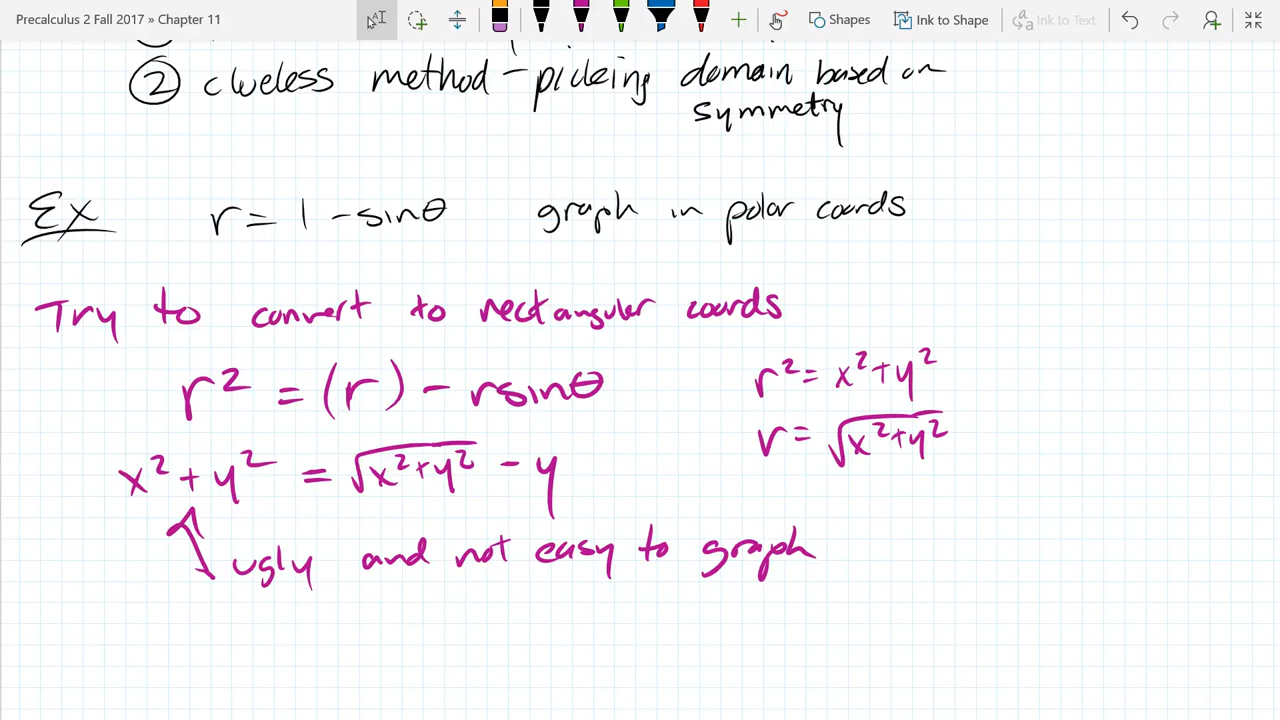 Precalculus 2 Fall 2017 » Chapter 11
Shapes
Ink to Shape
Ink to Text
② clueless method - picking domain based on
symmetry
Ex r = 1 - sinθ graph in polar coords
Try to convert to rectangular coords
r² = (r) - rsinθ
r² = x² + y²
r = √(x² + y²)
x² + y² = √(x² + y²) - y
ugly and not easy to graph